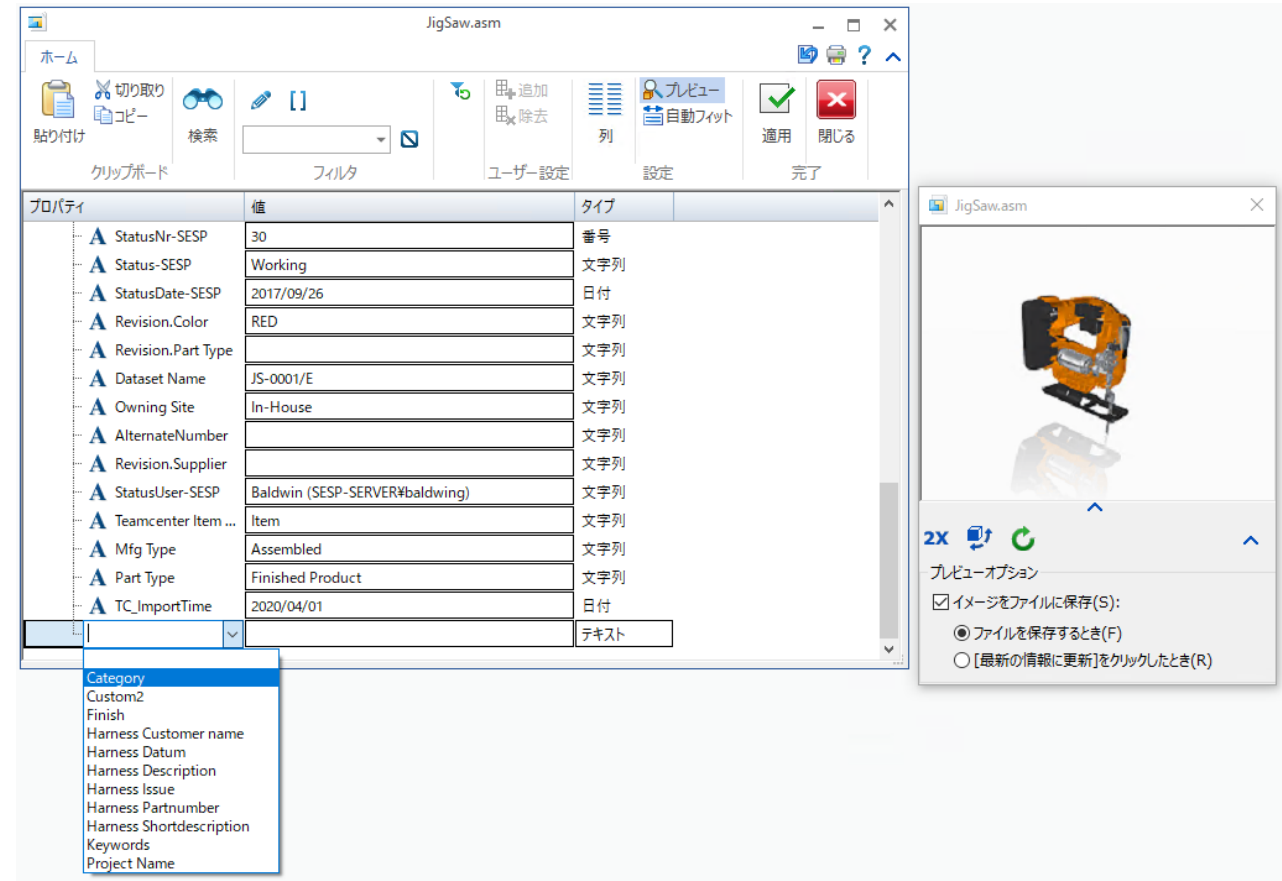 JigSaw.asm
ホーム
貼り付け
切り取り
コピー
検索
クリップボード
フィルタ
追加
除去
ユーザー設定
列
プレビュー
自動フィット
設定
適用
閉じる
完了
プロパティ 値 タイプ
StatusNr-SESP 30 番号
Status-SESP Working 文字列
StatusDate-SESP 2017/09/26 日付
Revision.Color RED 文字列
Revision.Part Type 文字列
Dataset Name JS-0001/E 文字列
Owning Site In-House 文字列
AlternateNumber 文字列
Revision.Supplier 文字列
StatusUser-SESP Baldwin (SESP-SERVER¥baldwing) 文字列
Teamcenter Item ... Item 文字列
Mfg Type Assembled 文字列
Part Type Finished Product 文字列
TC_ImportTime 2020/04/01 日付
テキスト
Category
Custom2
Finish
Harness Customer name
Harness Datum
Harness Description
Harness Issue
Harness Partnumber
Harness Shortdescription
Keywords
Project Name
JigSaw.asm
2X
プレビューオプション
イメージをファイルに保存(S):
ファイルを保存するとき(F)
[最新の情報に更新]をクリックしたとき(R)